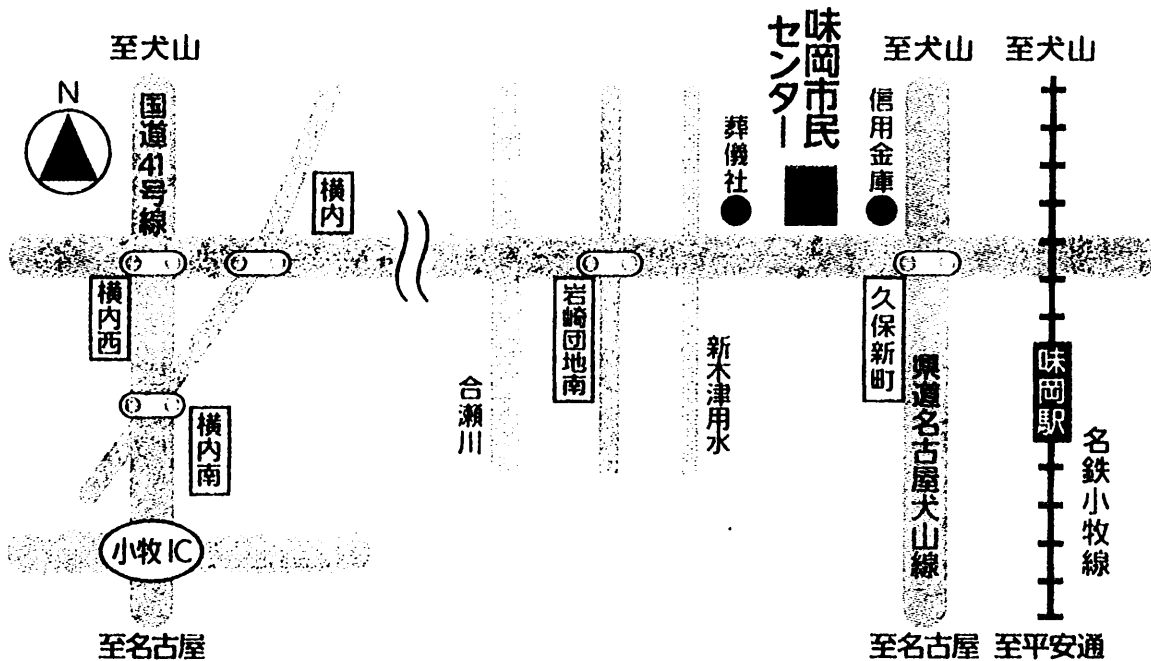 至犬山
味岡市民
センター
至犬山
至犬山
N
国道41号線
横内
葬儀社
信用金庫
横内西
岩崎団地南
久保新町
合瀬川
新木津用水
県道名古屋犬山線
味岡駅
名鉄小牧線
横内南
小牧IC
至名古屋
至名古屋
至平安通